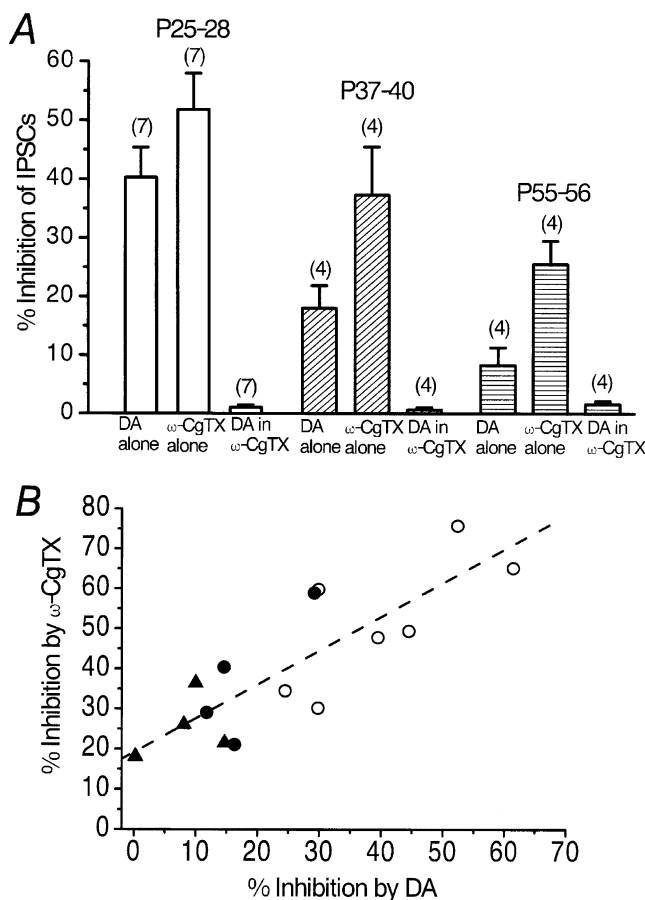 A
P25–28
P37–40
P55–56
(7)
(7)
(7)
(4)
(4)
(4)
(4)
(4)
(4)
% Inhibition of IPSCs
60
50
40
30
20
10
0
DA alone
ω-CgTX alone
DA in ω-CgTX
DA alone
ω-CgTX alone
DA in ω-CgTX
DA alone
ω-CgTX alone
DA in ω-CgTX
B
% Inhibition by ω-CgTX
80
70
60
50
40
30
20
10
0
0 10 20 30 40 50 60 70
% Inhibition by DA